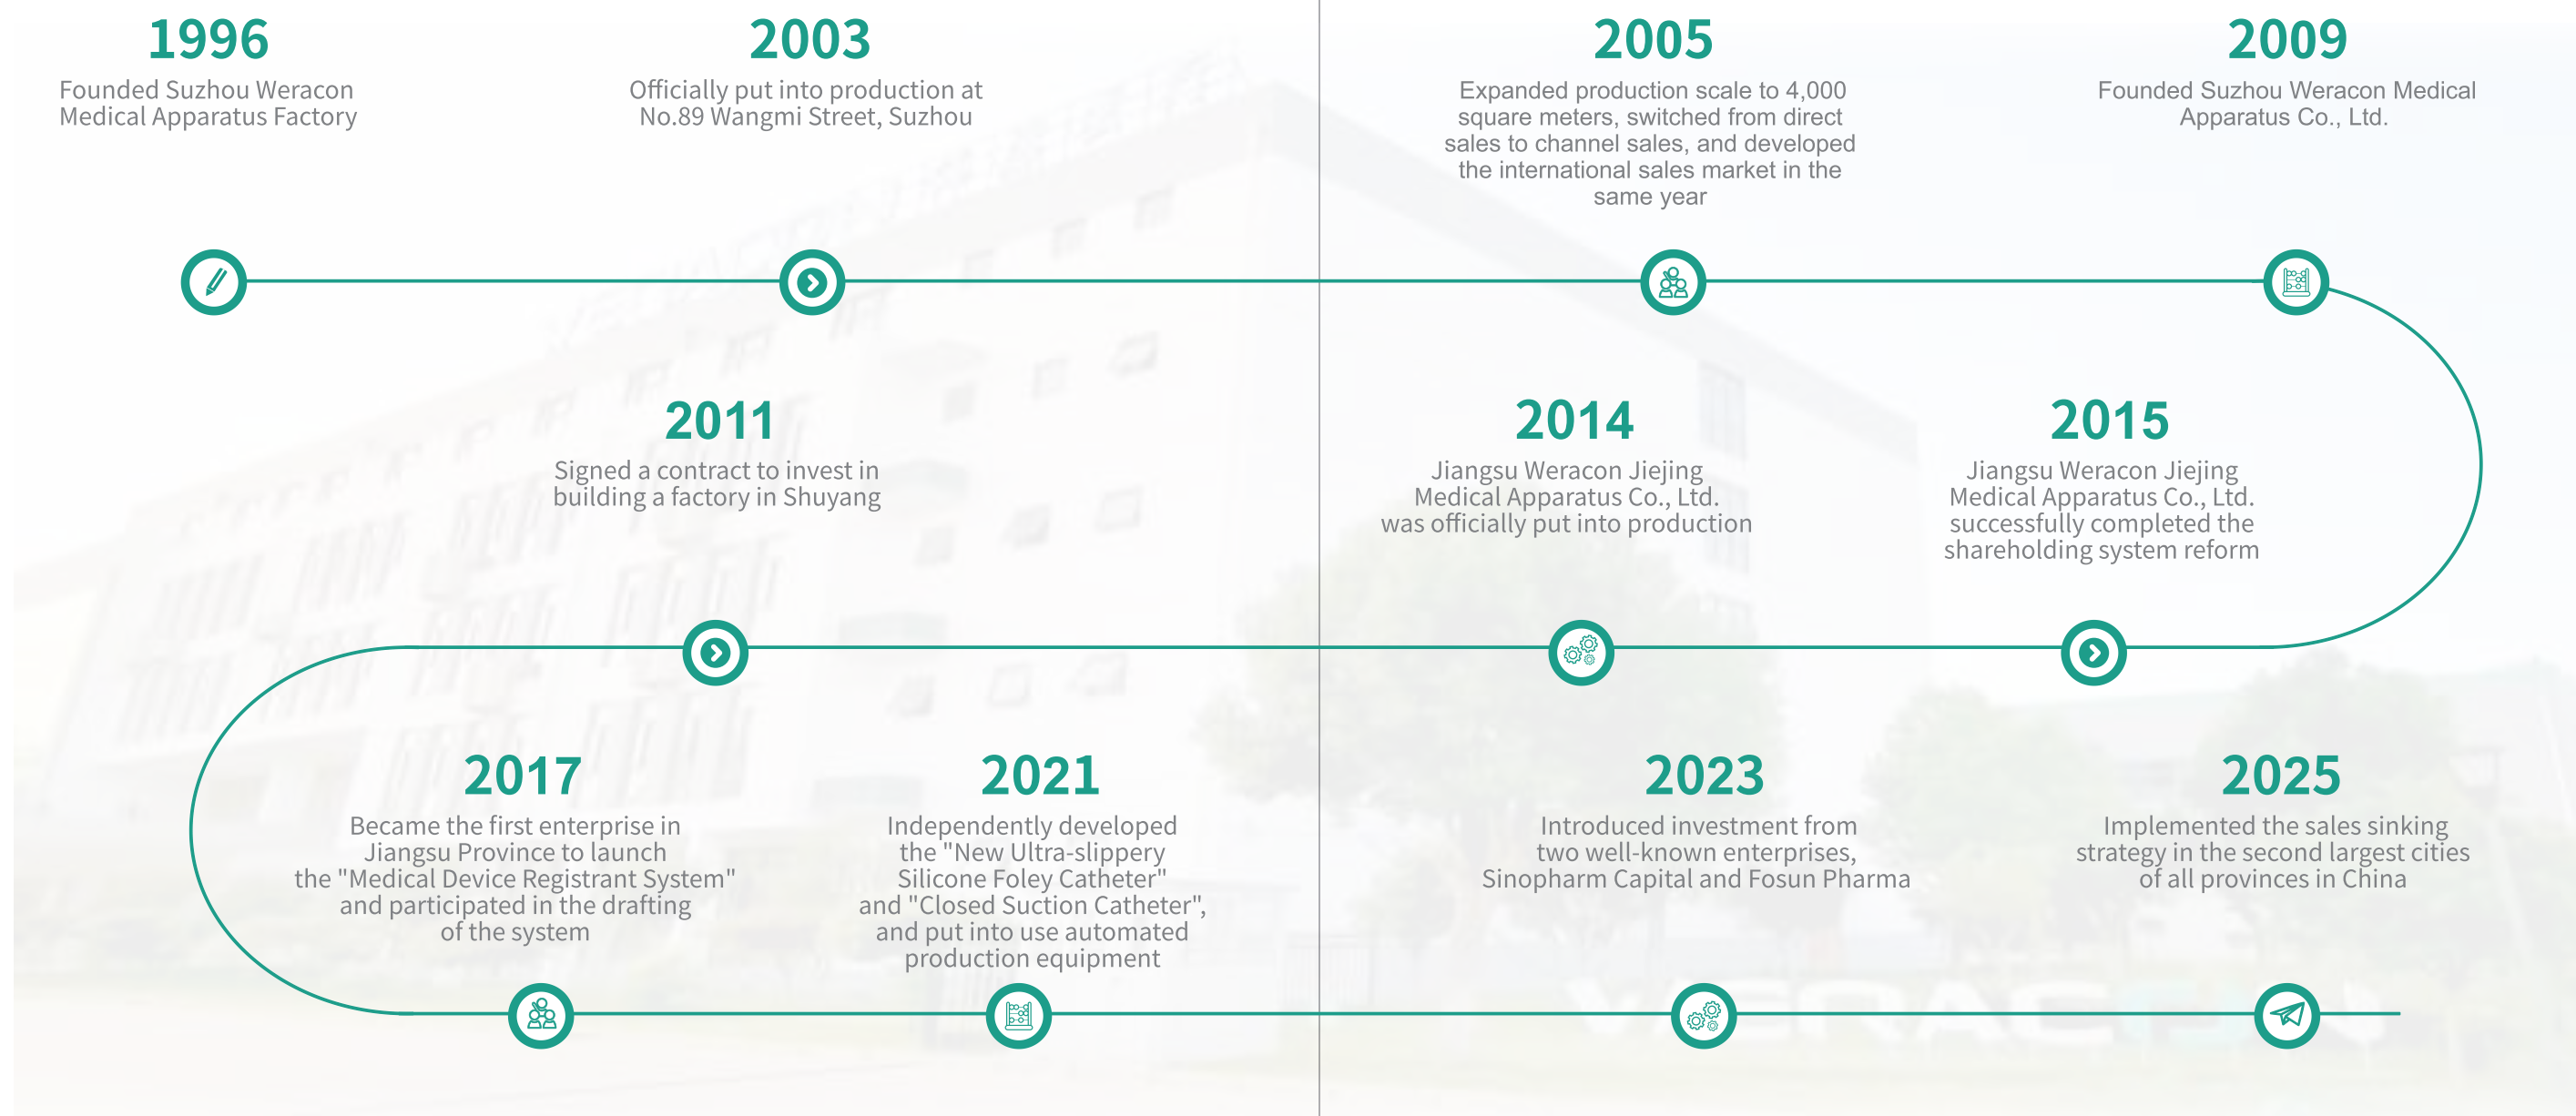 1996
Founded Suzhou Weracon
Medical Apparatus Factory
2003
Officially put into production at
No.89 Wangmi Street, Suzhou
2005
Expanded production scale to 4,000
square meters, switched from direct
sales to channel sales, and developed
the international sales market in the
same year
2009
Founded Suzhou Weracon Medical
Apparatus Co., Ltd.
2011
Signed a contract to invest in
building a factory in Shuyang
2014
Jiangsu Weracon Jiejing
Medical Apparatus Co., Ltd.
was officially put into production
2015
Jiangsu Weracon Jiejing
Medical Apparatus Co., Ltd.
successfully completed the
shareholding system reform
2017
Became the first enterprise in
Jiangsu Province to launch
the "Medical Device Registrant System"
and participated in the drafting
of the system
2021
Independently developed
the "New Ultra-slippery
Silicone Foley Catheter"
and "Closed Suction Catheter",
and put into use automated
production equipment
2023
Introduced investment from
two well-known enterprises,
Sinopharm Capital and Fosun Pharma
2025
Implemented the sales sinking
strategy in the second largest cities
of all provinces in China